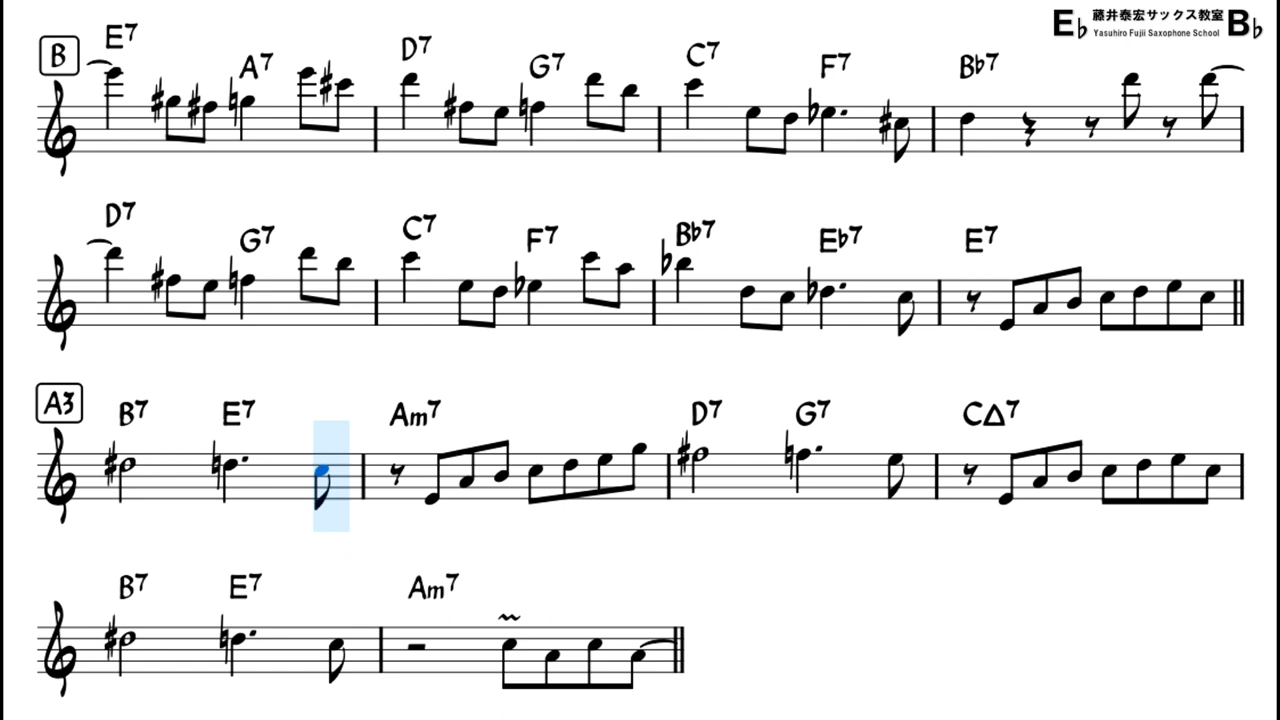 E♭ 藤井泰宏サックス教室 B♭
Yasuhiro Fujii Saxophone School
B E7 A7 D7 G7 C7 F7 B♭7
D7 G7 C7 F7 B♭7 E♭7 E7
A3 B7 E7 Am7 D7 G7 C△7
B7 E7 Am7